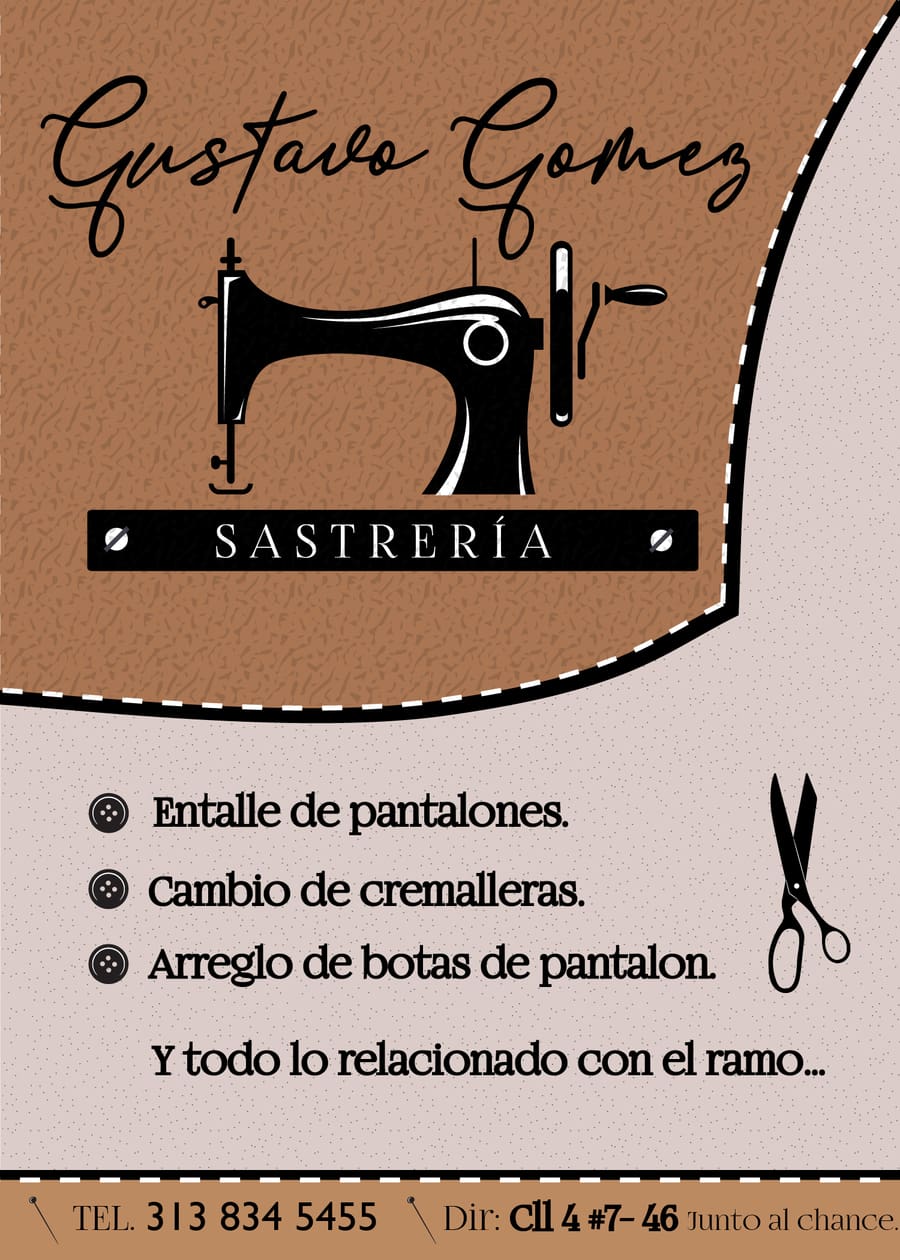 Gustavo Gomez
SASTRERÍA
Entalle de pantalones.
Cambio de cremalleras.
Arreglo de botas de pantalon.
Y todo lo relacionado con el ramo...
TEL. 313 834 5455 Dir: Cll 4 #7- 46 Junto al chance.